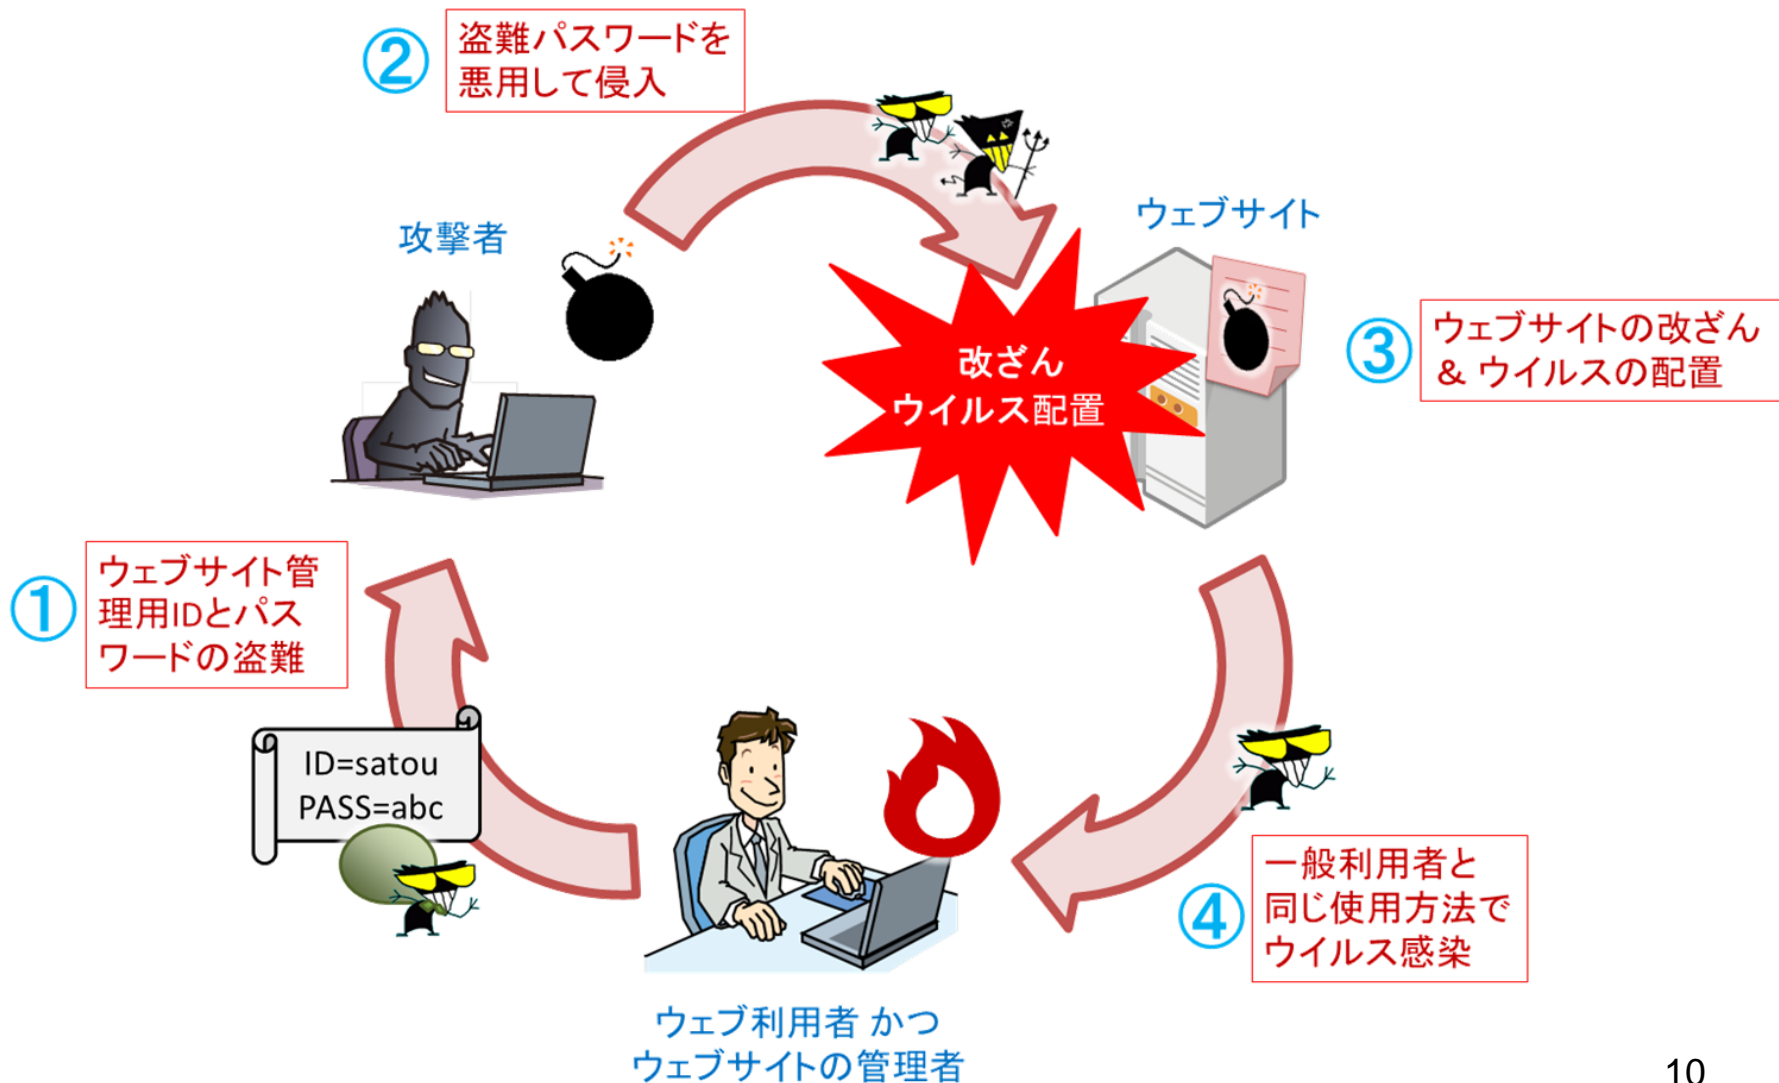 ②
盗難パスワードを
悪用して侵入
攻撃者
ウェブサイト
改ざん
ウイルス配置
③
ウェブサイトの改ざん
& ウイルスの配置
①
ウェブサイト管
理用IDとパス
ワードの盗難
ID=satou
PASS=abc
④
一般利用者と
同じ使用方法で
ウイルス感染
ウェブ利用者 かつ
ウェブサイトの管理者
10